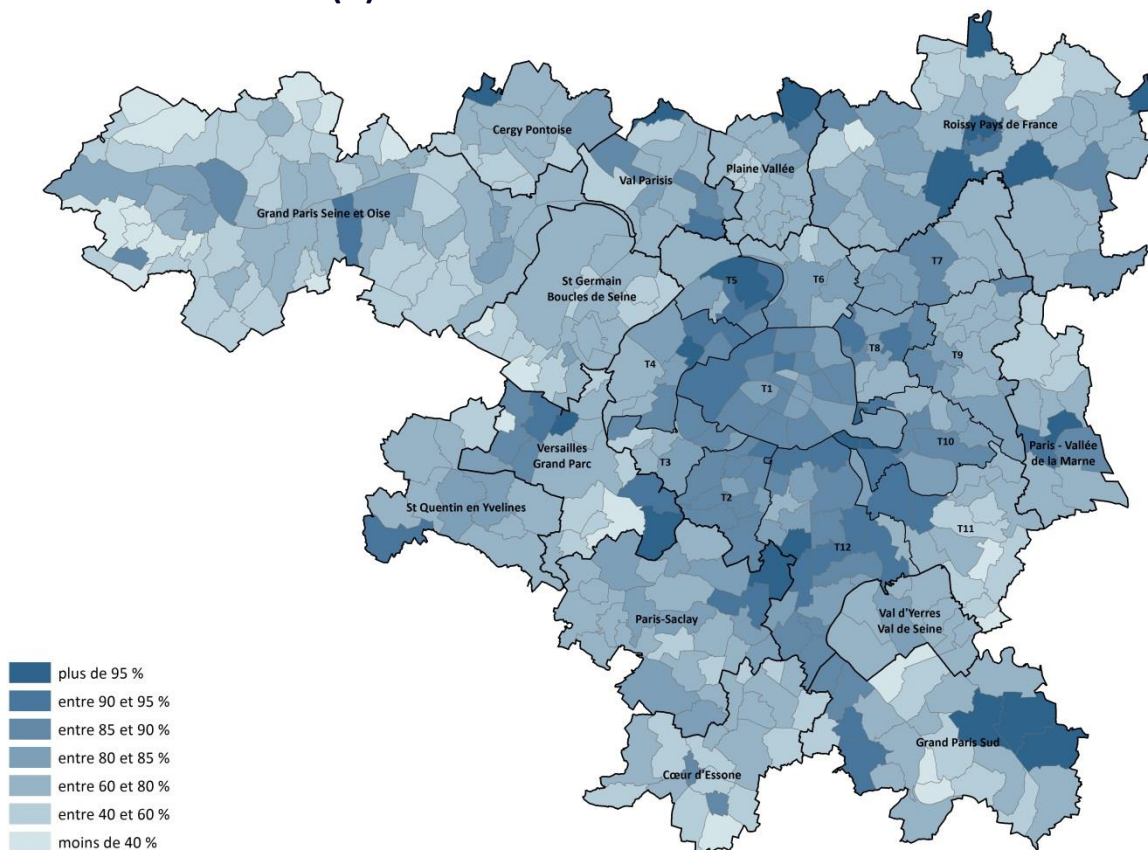 Cergy Pontoise
Roissy Pays de France
Val Parisis
Plaine Vallée
Grand Paris Seine et Oise
T7
T5
T6
St Germain
Boucles de Seine
T8
T9
T4
T1
T10
Versailles
Grand Parc
T3
Paris - Vallée
de la Marne
St Quentin en Yvelines
T2
T11
T12
Paris-Saclay
Val d'Yerres
Val de Seine
Grand Paris Sud
Cœur d'Essone
plus de 95 %
entre 90 et 95 %
entre 85 et 90 %
entre 80 et 85 %
entre 60 et 80 %
entre 40 et 60 %
moins de 40 %